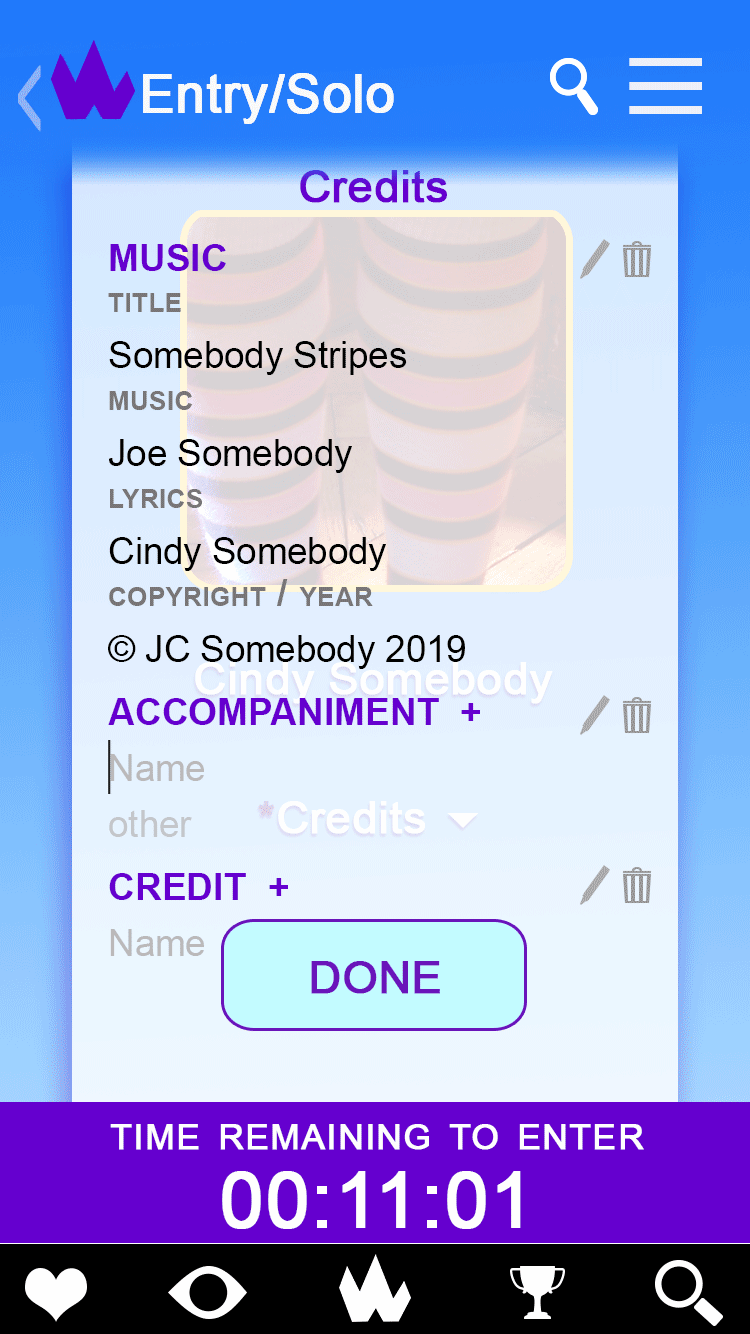 Entry/Solo
Credits
MUSIC
TITLE
Somebody Stripes
MUSIC
Joe Somebody
LYRICS
Cindy Somebody
COPYRIGHT / YEAR
© JC Somebody 2019
Cindy Somebody
ACCOMPANIMENT +
Name
other
*Credits
CREDIT +
Name
DONE
TIME REMAINING TO ENTER
00:11:01